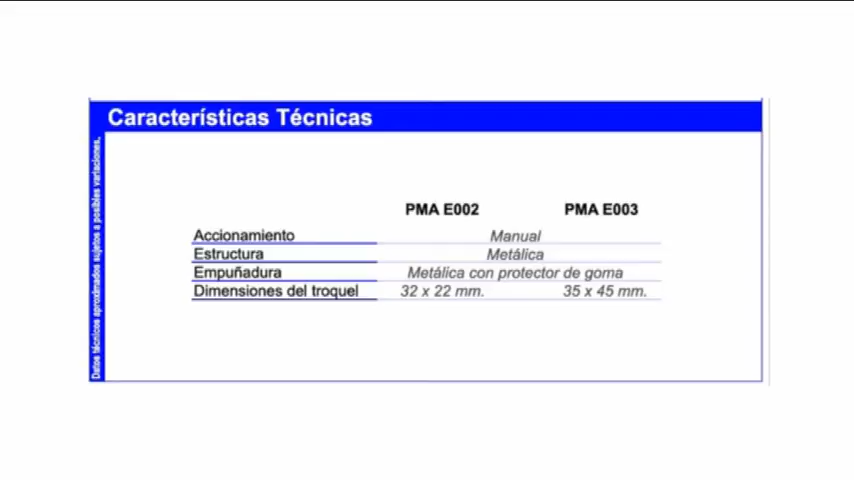 Características Técnicas
Datos técnicos aproximados sujetos a posibles variaciones.
PMA E002 PMA E003
Accionamiento Manual
Estructura Metálica
Empuñadura Metálica con protector de goma
Dimensiones del troquel 32 x 22 mm. 35 x 45 mm.